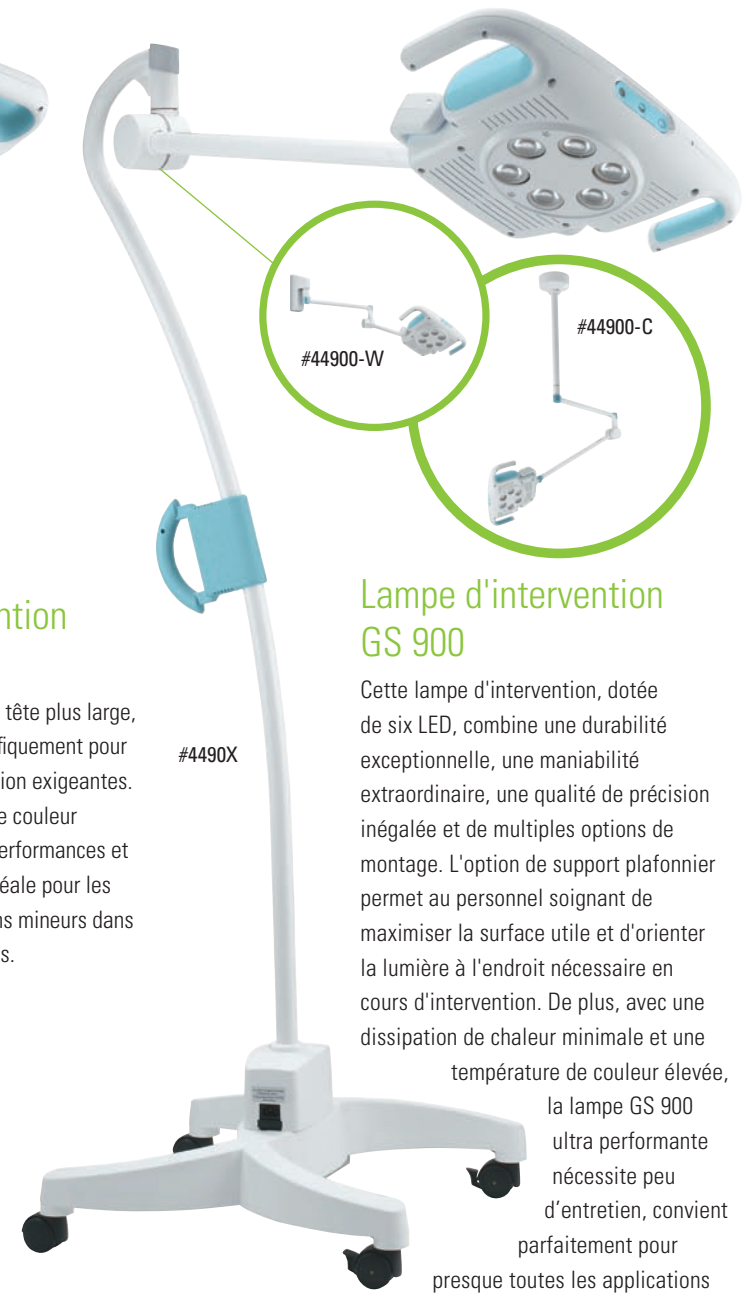 #44900-W
#44900-C
ntion
tête plus large,
fiquement pour
ion exigeantes.
e couleur
erformances et
éale pour les
ns mineurs dans
s.
#4490X
Lampe d'intervention
GS 900
Cette lampe d'intervention, dotée
de six LED, combine une durabilité
exceptionnelle, une maniabilité
extraordinaire, une qualité de précision
inégalée et de multiples options de
montage. L'option de support plafonnier
permet au personnel soignant de
maximiser la surface utile et d'orienter
la lumière à l'endroit nécessaire en
cours d'intervention. De plus, avec une
dissipation de chaleur minimale et une
température de couleur élevée,
la lampe GS 900
ultra performante
nécessite peu
d’entretien, convient
parfaitement pour
presque toutes les applications